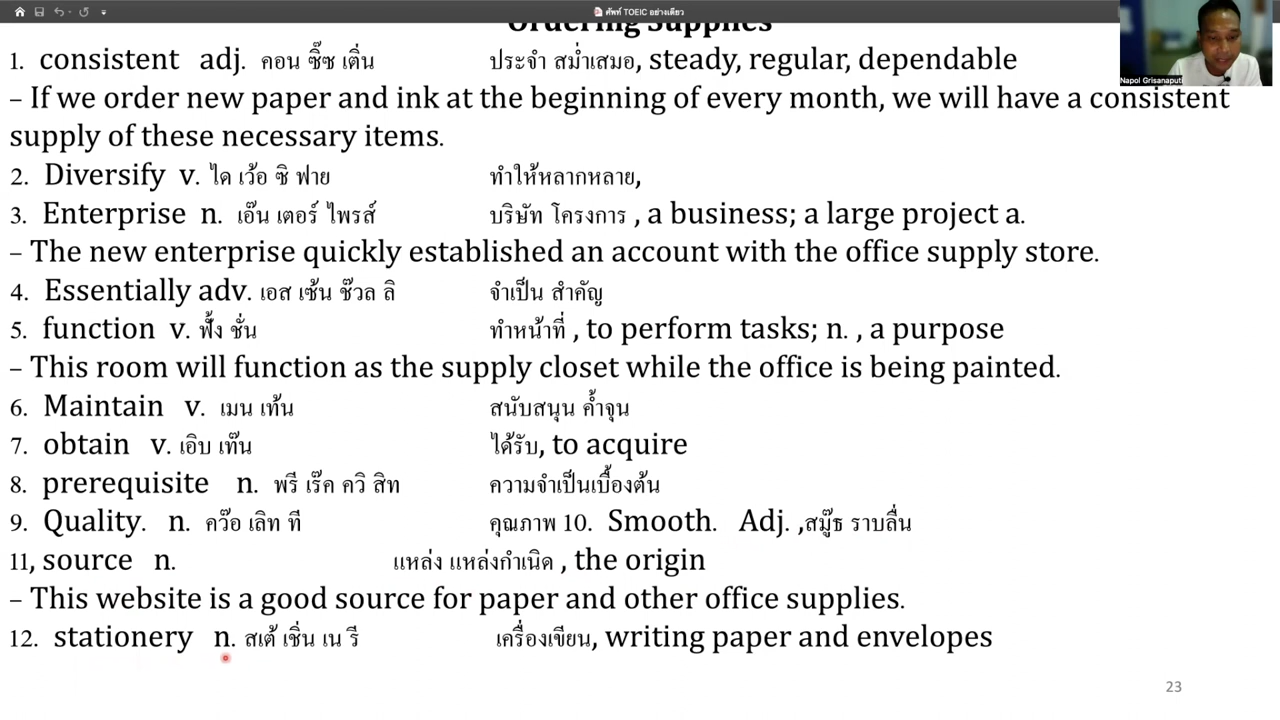 ศัพท์ TOEIC อย่างเดียว
Ordering Supplies
Napol Grisanaputi
1. consistent adj. คอน ซิ๊ซ เติ่น ประจำ สม่ำเสมอ, steady, regular, dependable
– If we order new paper and ink at the beginning of every month, we will have a consistent
supply of these necessary items.
2. Diversify v. ได เว้อ ซิ ฟาย ทำให้หลากหลาย,
3. Enterprise n. เอ๊น เตอร์ ไพรส์ บริษัท โครงการ , a business; a large project a.
– The new enterprise quickly established an account with the office supply store.
4. Essentially adv. เอส เซ้น ช๊วล ลิ จำเป็น สำคัญ
5. function v. ฟั้ง ชั่น ทำหน้าที่ , to perform tasks; n. , a purpose
– This room will function as the supply closet while the office is being painted.
6. Maintain v. เมน เท้น สนับสนุน ค้ำจุน
7. obtain v. เอิบ เท๊น ได้รับ, to acquire
8. prerequisite n. พรี เร๊ค ควิ สิท ความจำเป็นเบื้องต้น
9. Quality. n. คว๊อ เลิท ที คุณภาพ 10. Smooth. Adj. ,สมู๊ธ ราบลื่น
11, source n. แหล่ง แหล่งกำเนิด , the origin
– This website is a good source for paper and other office supplies.
12. stationery n. สเต้ เชิ่น เน รี เครื่องเขียน, writing paper and envelopes
23